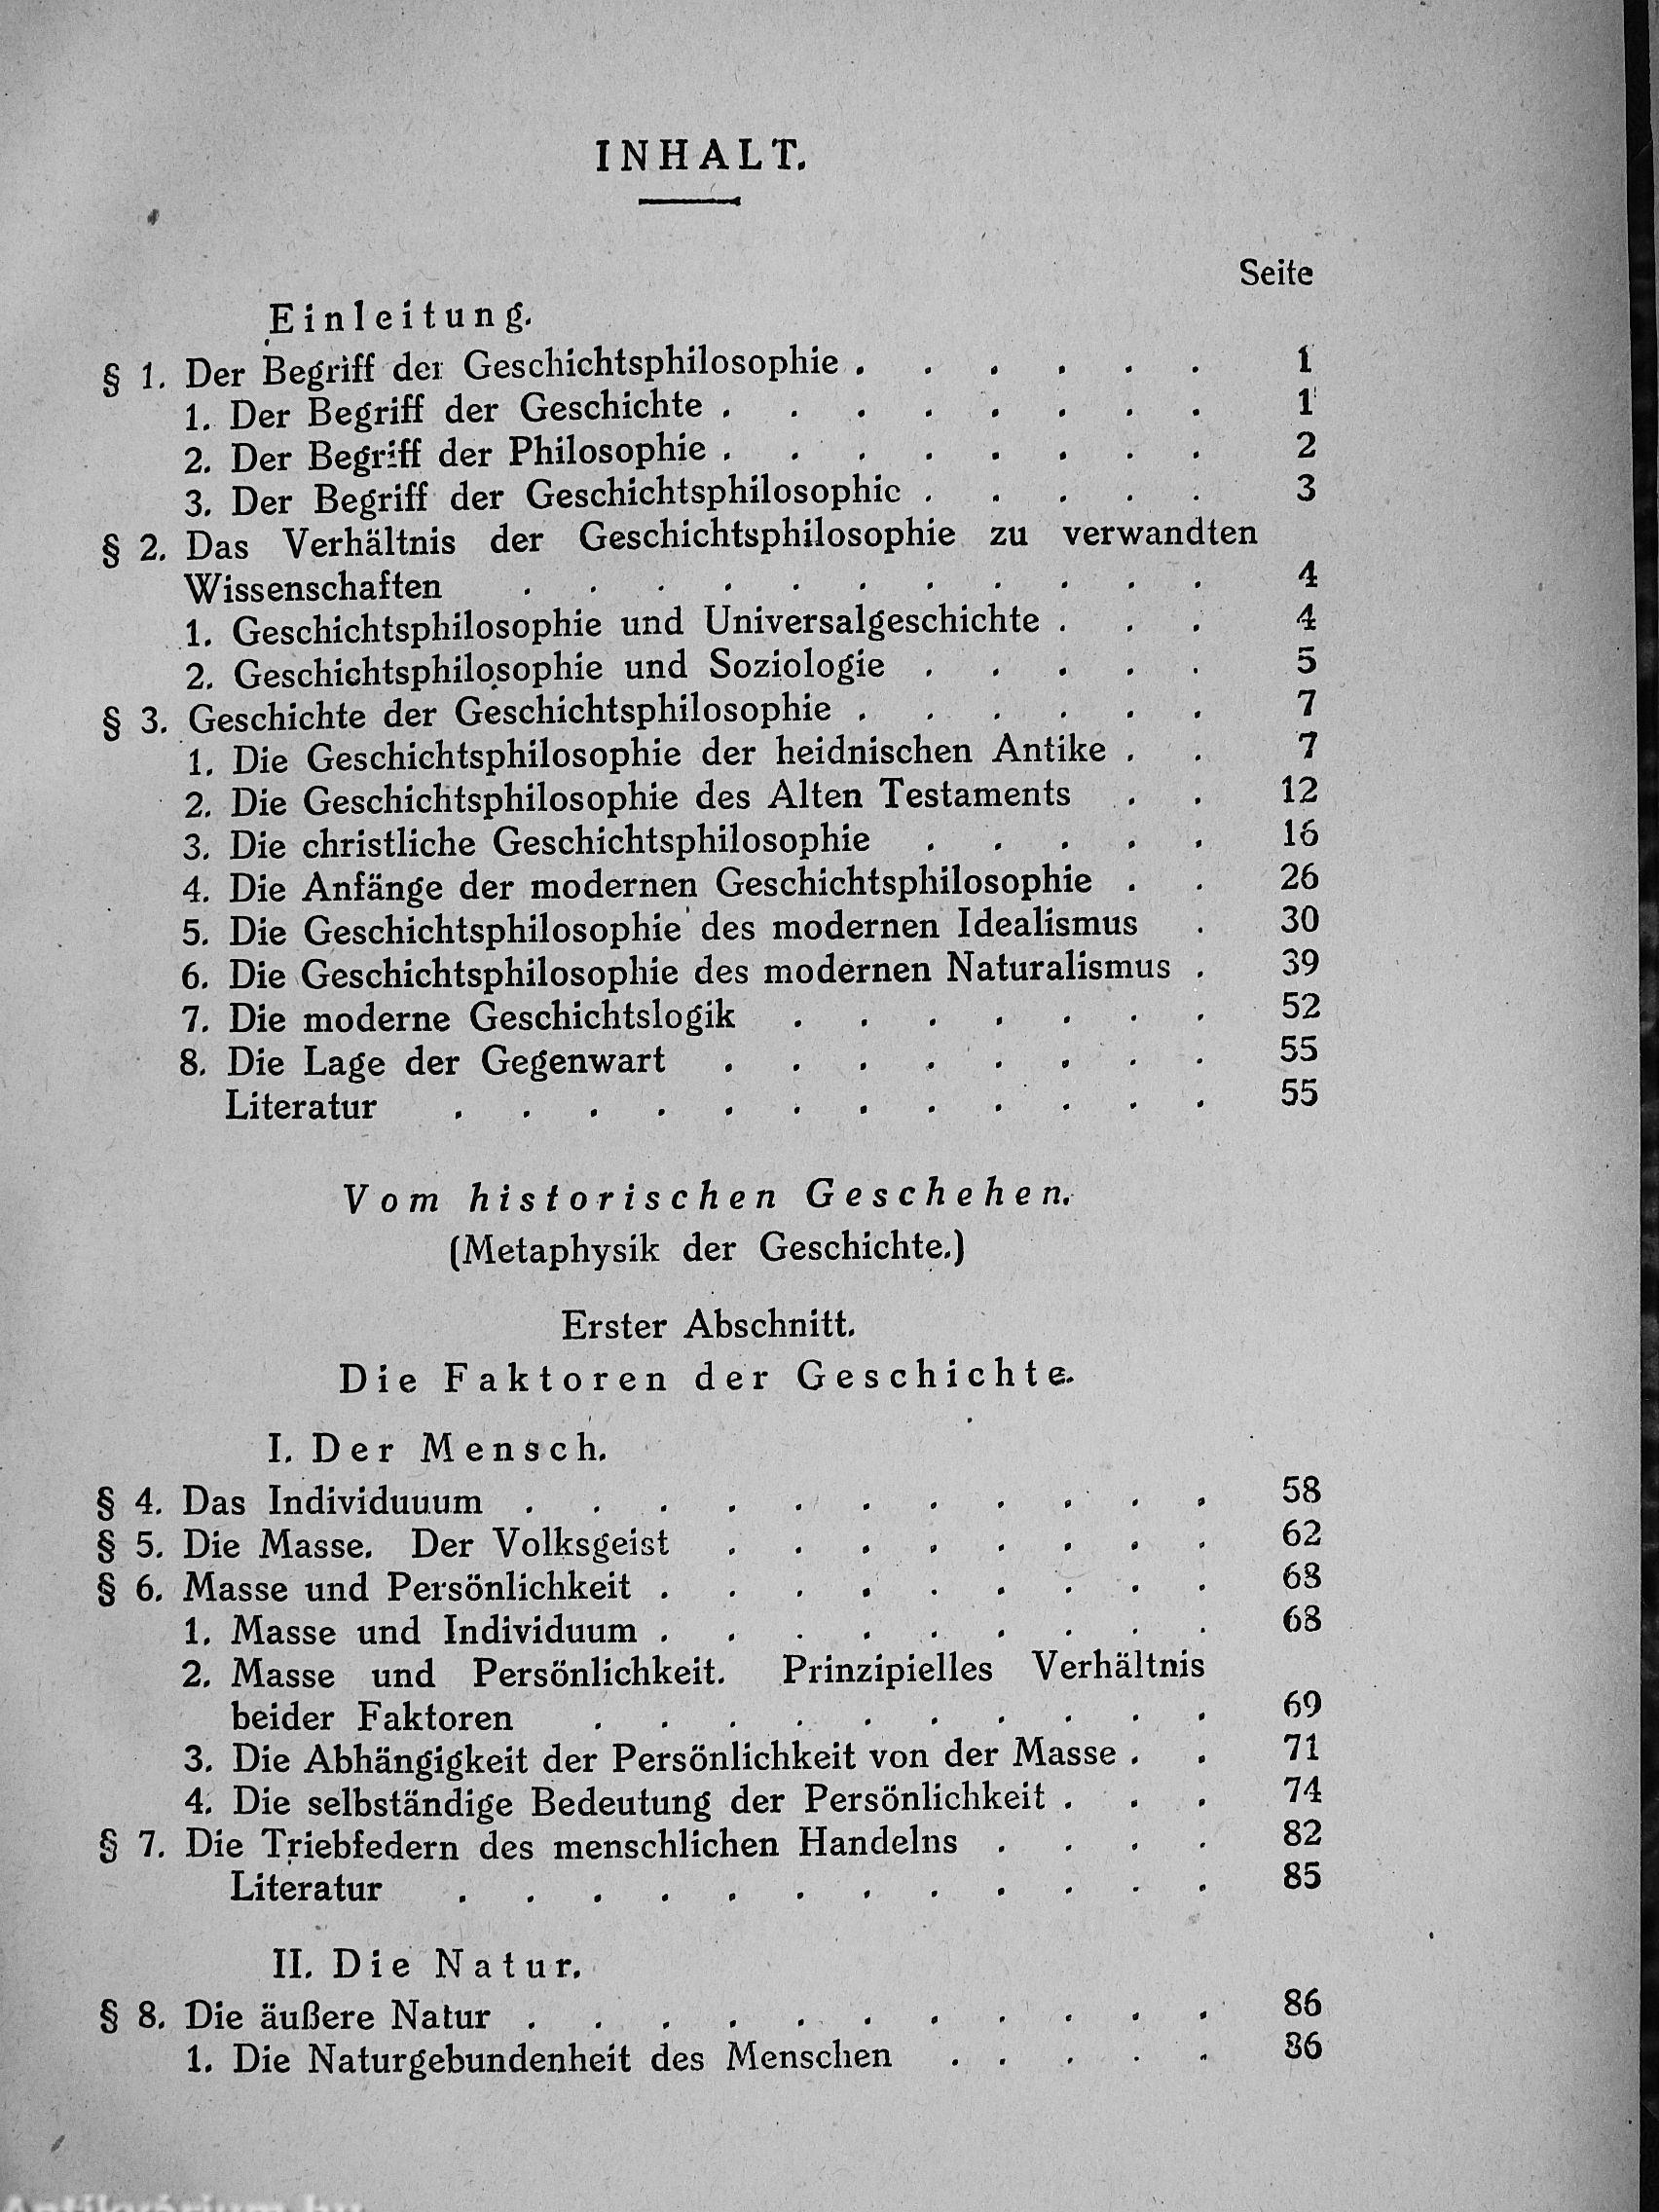 INHALT.
Seite
Einleitung.
§ 1. Der Begriff der Geschichtsphilosophie . . . . . . 1
1. Der Begriff der Geschichte . . . . . . . . 1
2. Der Begriff der Philosophie . . . . . . . . 2
3. Der Begriff der Geschichtsphilosophie . . . . . 3
§ 2. Das Verhältnis der Geschichtsphilosophie zu verwandten
Wissenschaften . . . . . . . . . . . 4
1. Geschichtsphilosophie und Universalgeschichte . . . 4
2. Geschichtsphilosophie und Soziologie . . . . . 5
§ 3. Geschichte der Geschichtsphilosophie . . . . . . 7
1. Die Geschichtsphilosophie der heidnischen Antike . . 7
2. Die Geschichtsphilosophie des Alten Testaments . . 12
3. Die christliche Geschichtsphilosophie . . . . . 16
4. Die Anfänge der modernen Geschichtsphilosophie . . 26
5. Die Geschichtsphilosophie des modernen Idealismus . 30
6. Die Geschichtsphilosophie des modernen Naturalismus . 39
7. Die moderne Geschichtslogik . . . . . . . 52
8. Die Lage der Gegenwart . . . . . . . . 55
Literatur . . . . . . . . . . . . 55
Vom historischen Geschehen.
(Metaphysik der Geschichte.)
Erster Abschnitt.
Die Faktoren der Geschichte.
I. Der Mensch.
§ 4. Das Individuuum . . . . . . . . . . . 58
§ 5. Die Masse. Der Volksgeist . . . . . . . . 62
§ 6. Masse und Persönlichkeit . . . . . . . . . 68
1. Masse und Individuum . . . . . . . . . 68
2. Masse und Persönlichkeit. Prinzipielles Verhältnis
beider Faktoren . . . . . . . . . . 69
3. Die Abhängigkeit der Persönlichkeit von der Masse . . 71
4. Die selbständige Bedeutung der Persönlichkeit . . . 74
§ 7. Die Triebfedern des menschlichen Handelns . . . . 82
Literatur . . . . . . . . . . . . 85
II. Die Natur.
§ 8. Die äußere Natur . . . . . . . . . . . 86
1. Die Naturgebundenheit des Menschen . . . . . 86